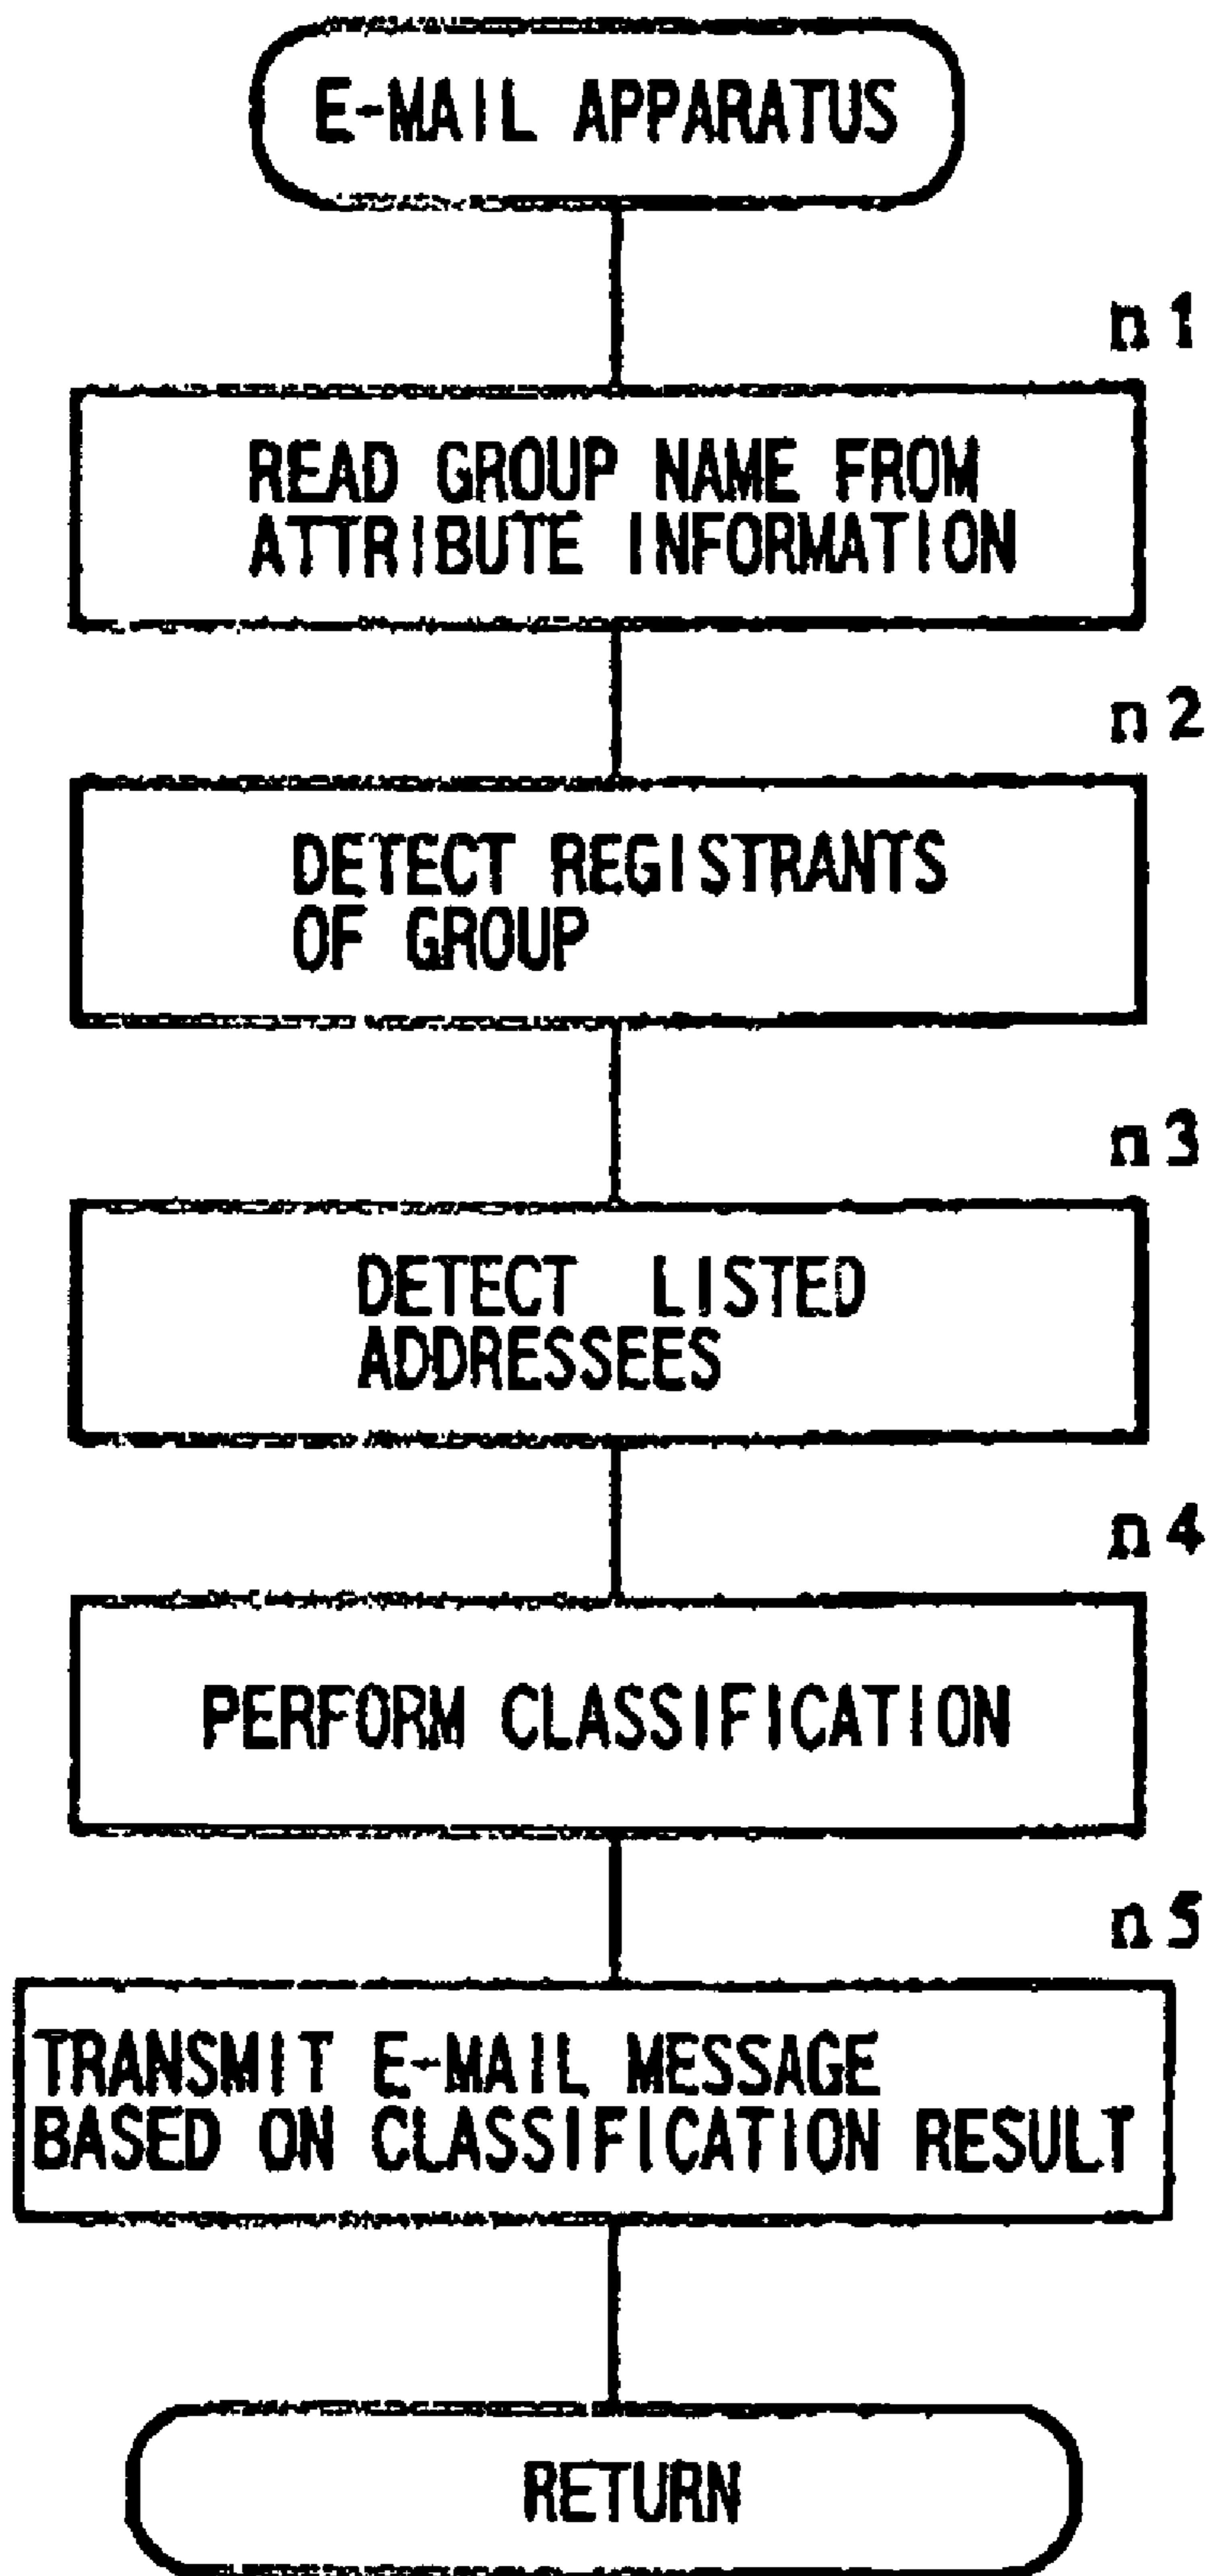 E-MAIL APPARATUS
n1
READ GROUP NAME FROM
ATTRIBUTE INFORMATION
n2
DETECT REGISTRANTS
OF GROUP
n3
DETECT LISTED
ADDRESSEES
n4
PERFORM CLASSIFICATION
n5
TRANSMIT E-MAIL MESSAGE
BASED ON CLASSIFICATION RESULT
RETURN